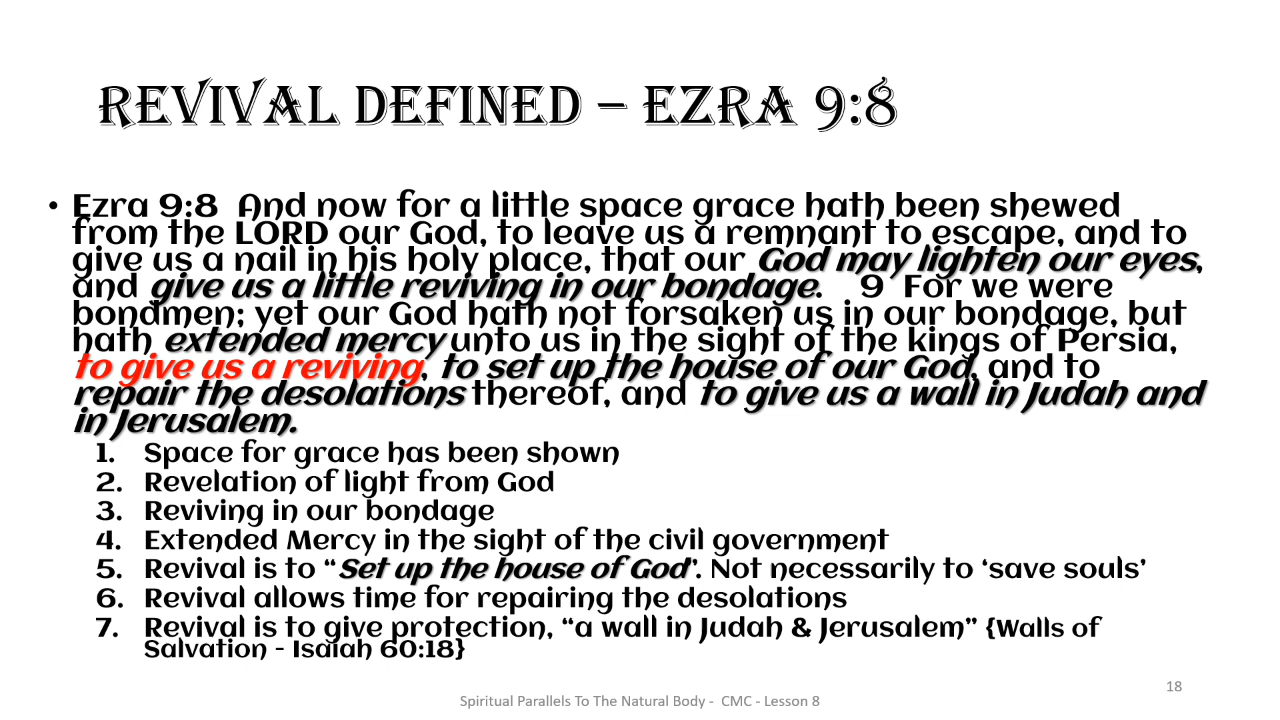 REVIVAL DEFINED – EZRA 9:8
• Ezra 9:8  And now for a little space grace hath been shewed
from the LORD our God, to leave us a remnant to escape, and to
give us a nail in his holy place, that our God may lighten our eyes,
and give us a little reviving in our bondage.  9  For we were
bondmen; yet our God hath not forsaken us in our bondage, but
hath extended mercy unto us in the sight of the kings of Persia,
to give us a reviving, to set up the house of our God, and to
repair the desolations thereof, and to give us a wall in Judah and
in Jerusalem.
1. Space for grace has been shown
2. Revelation of light from God
3. Reviving in our bondage
4. Extended Mercy in the sight of the civil government
5. Revival is to “Set up the house of God”. Not necessarily to ‘save souls’
6. Revival allows time for repairing the desolations
7. Revival is to give protection, “a wall in Judah & Jerusalem” {Walls of
Salvation - Isaiah 60:18}
18
Spiritual Parallels To The Natural Body -  CMC - Lesson 8